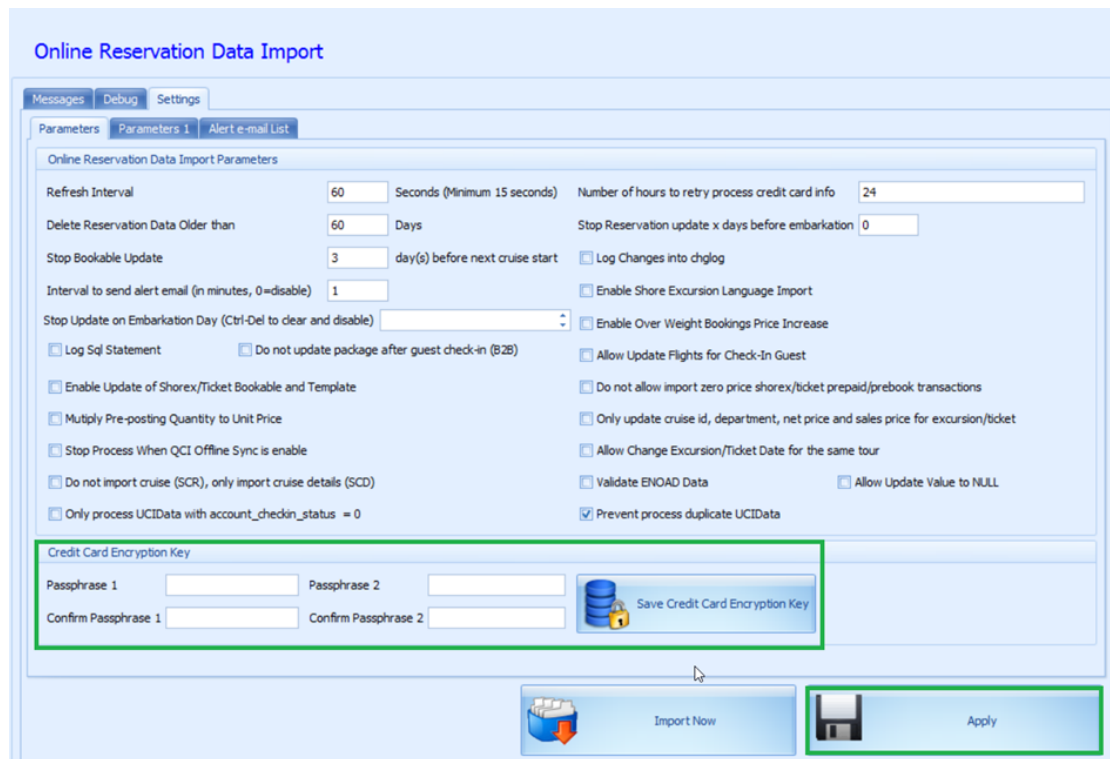 Online Reservation Data Import
Messages Debug Settings
Parameters Parameters 1 Alert e-mail List
Online Reservation Data Import Parameters
Refresh Interval 60 Seconds (Minimum 15 seconds) Number of hours to retry process credit card info 24
Delete Reservation Data Older than 60 Days Stop Reservation update x days before embarkation 0
Stop Bookable Update 3 day(s) before next cruise start Log Changes into chglog
Interval to send alert email (in minutes, 0=disable) 1 Enable Shore Excursion Language Import
Stop Update on Embarkation Day (Ctrl-Del to clear and disable) Enable Over Weight Bookings Price Increase
Log Sql Statement Do not update package after guest check-in (B2B) Allow Update Flights for Check-In Guest
Enable Update of Shorex/Ticket Bookable and Template Do not allow import zero price shorex/ticket prepaid/prebook transactions
Mutiply Pre-posting Quantity to Unit Price Only update cruise id, department, net price and sales price for excursion/ticket
Stop Process When QCI Offline Sync is enable Allow Change Excursion/Ticket Date for the same tour
Do not import cruise (SCR), only import cruise details (SCD) Validate ENOAD Data Allow Update Value to NULL
Only process UCIData with account_checkin_status = 0 Prevent process duplicate UCIData
Credit Card Encryption Key
Passphrase 1 Passphrase 2 Save Credit Card Encryption Key
Confirm Passphrase 1 Confirm Passphrase 2
Import Now Apply